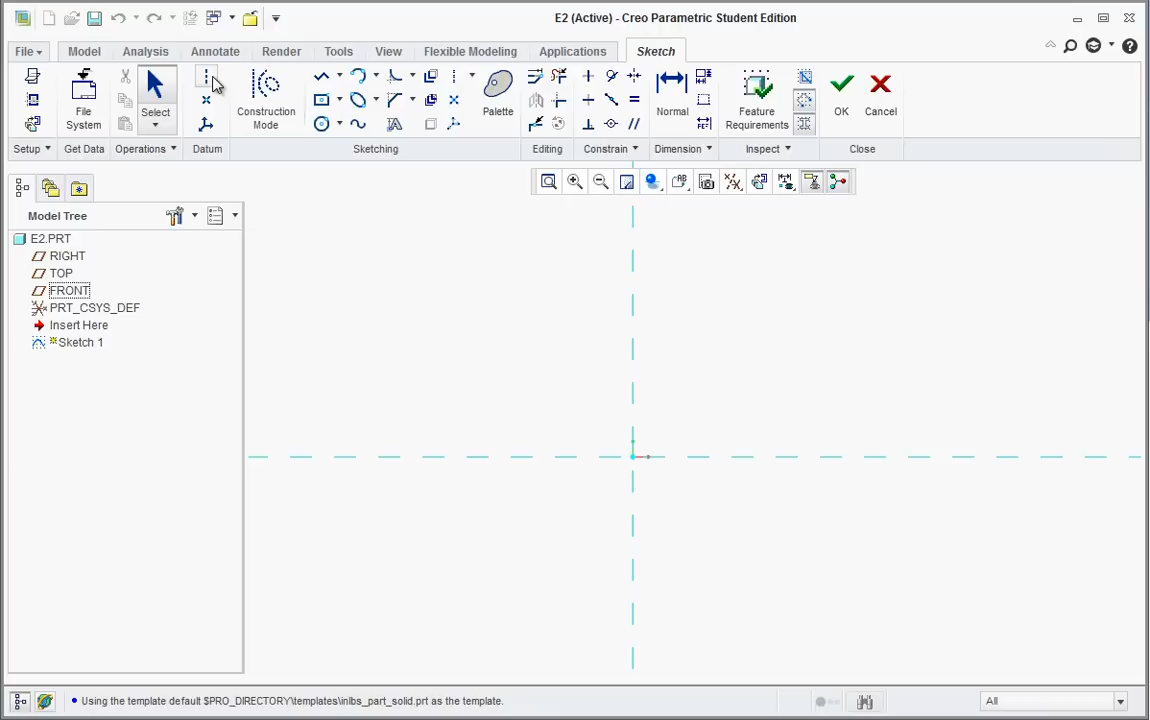 E2 (Active) - Creo Parametric Student Edition
File Model Analysis Annotate Render Tools View Flexible Modeling Applications Sketch
File System
Select
Construction Mode
Palette
Normal
Feature Requirements
OK
Cancel
Setup Get Data Operations Datum Sketching Editing Constrain Dimension Inspect Close
Model Tree
E2.PRT
RIGHT
TOP
FRONT
PRT_CSYS_DEF
Insert Here
Sketch 1
Using the template default $PRO_DIRECTORY\templates\inlbs_part_solid.prt as the template.
All